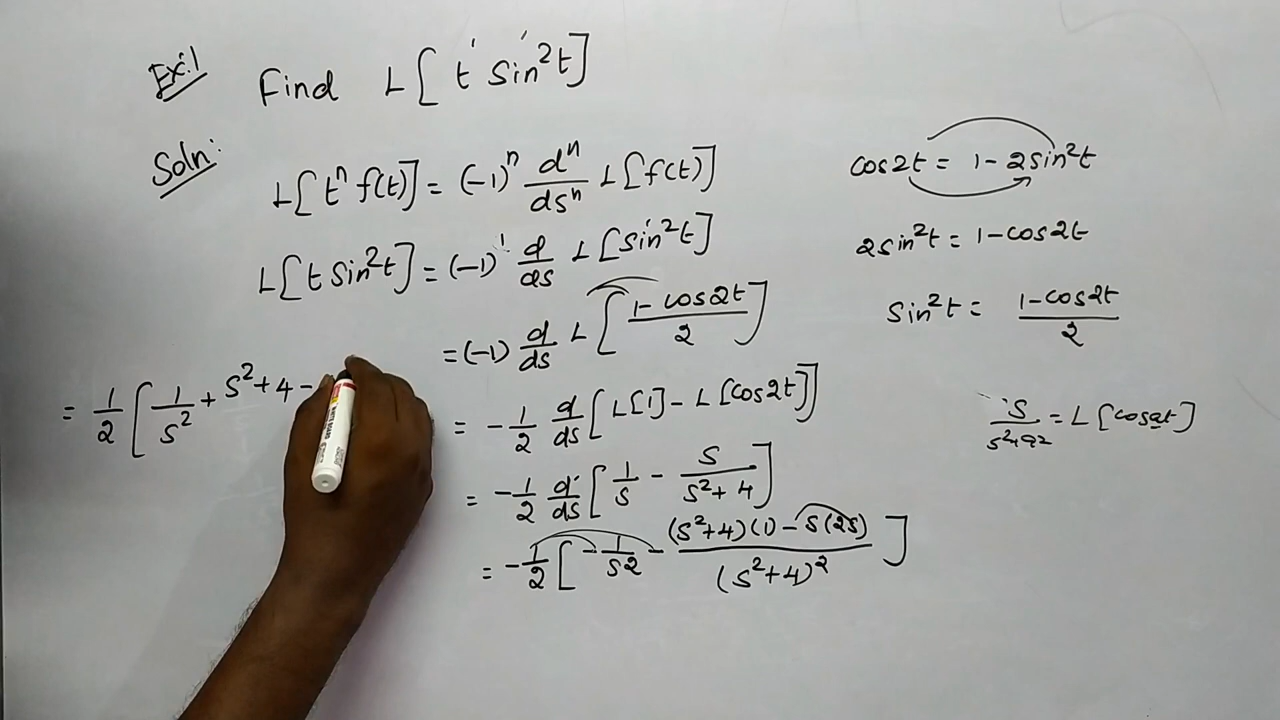 Ex:1 Find L[t' sin²t]
Soln:
L[tⁿ f(t)] = (-1)ⁿ dⁿ/dsⁿ L[f(t)]
L[t sin²t] = (-1)¹ d/ds L[sin²t]
= (-1) d/ds L[1-cos2t/2]
= -1/2 d/ds [L[1] - L[cos2t]]
= -1/2 d/ds [1/s - s/s²+4]
= -1/2 [-1/s² - (s²+4)(1) - s(2s)/(s²+4)²]
= 1/2 [1/s² + s²+4 -
cos2t = 1 - 2sin²t
2sin²t = 1-cos2t
sin²t = 1-cos2t/2
s/s²+a² = L[cosat]